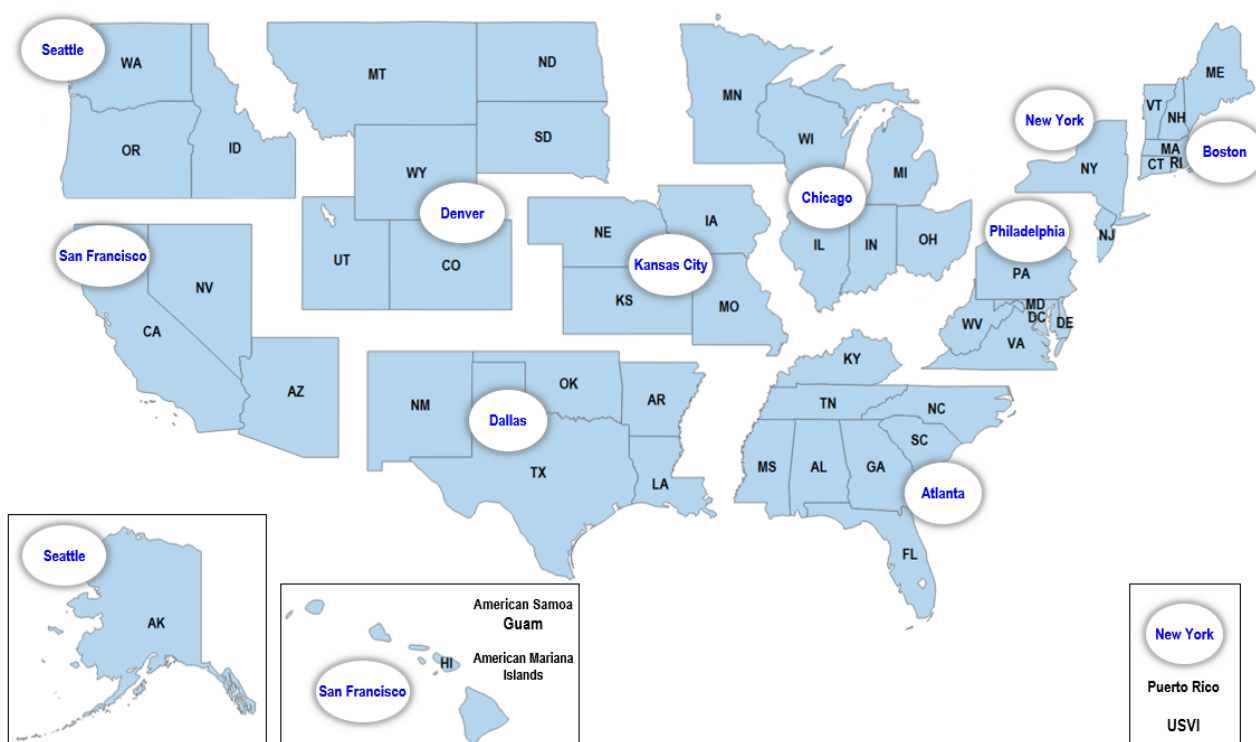 Seattle
WA
OR
ID
MT
ND
SD
WY
Denver
UT
CO
San Francisco
NV
CA
AZ
MN
WI
Chicago
MI
IL
IN
OH
NE
IA
Kansas City
KS
MO
NM
OK
AR
Dallas
TX
LA
New York
NY
NJ
VT
NH
ME
MA
CT
RI
Boston
Philadelphia
PA
MD
DC
DE
WV
VA
KY
TN
NC
SC
MS
AL
GA
Atlanta
FL
Seattle
AK
American Samoa
Guam
HI
American Mariana
Islands
San Francisco
New York
Puerto Rico
USVI